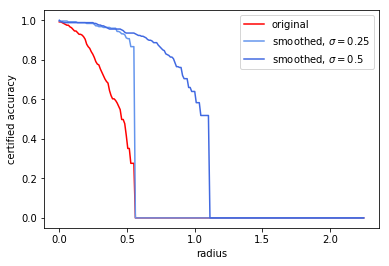 original
smoothed, σ = 0.25
smoothed, σ = 0.5
certified accuracy
1.0
0.8
0.6
0.4
0.2
0.0
0.0 0.5 1.0 1.5 2.0
radius